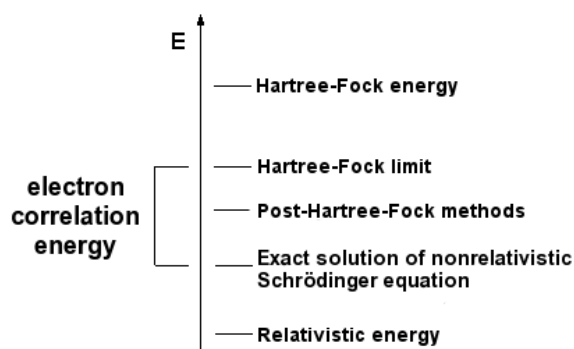 E
Hartree-Fock energy
Hartree-Fock limit
electron
correlation
energy
Post-Hartree-Fock methods
Exact solution of nonrelativistic
Schrödinger equation
Relativistic energy